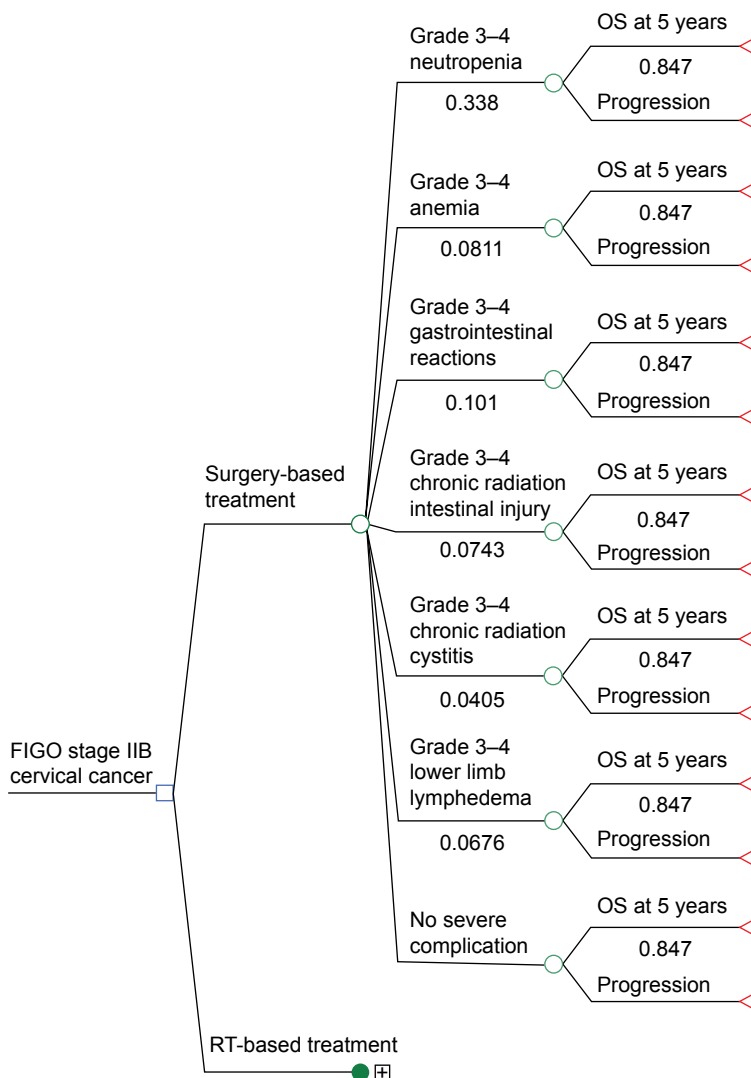 Grade 3–4
neutropenia
0.338
OS at 5 years
0.847
Progression
Grade 3–4
anemia
0.0811
OS at 5 years
0.847
Progression
Grade 3–4
gastrointestinal
reactions
0.101
OS at 5 years
0.847
Progression
Surgery-based
treatment
Grade 3–4
chronic radiation
intestinal injury
0.0743
OS at 5 years
0.847
Progression
Grade 3–4
chronic radiation
cystitis
0.0405
OS at 5 years
0.847
Progression
FIGO stage IIB
cervical cancer
Grade 3–4
lower limb
lymphedema
0.0676
OS at 5 years
0.847
Progression
No severe
complication
OS at 5 years
0.847
Progression
RT-based treatment